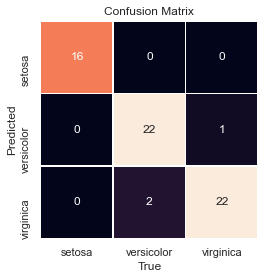 Confusion Matrix
Predicted
setosa
16 0 0
versicolor
0 22 1
virginica
0 2 22
setosa versicolor virginica
True